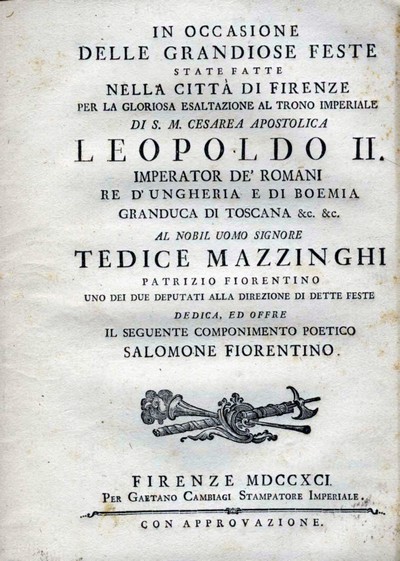 IN OCCASIONE
DELLE GRANDIOSE FESTE
STATE FATTE
NELLA CITTÀ DI FIRENZE
PER LA GLORIOSA ESALTAZIONE AL TRONO IMPERIALE
DI S. M. CESAREA APOSTOLICA
LEOPOLDO II.
IMPERATOR DE' ROMANI
RE D'UNGHERIA E DI BOEMIA
GRANDUCA DI TOSCANA &c. &c.
AL NOBIL UOMO SIGNORE
TEDICE MAZZINGHI
PATRIZIO FIORENTINO
UNO DEI DUE DEPUTATI ALLA DIREZIONE DI DETTE FESTE
DEDICA, ED OFFRE
IL SEGUENTE COMPONIMENTO POETICO
SALOMONE FIORENTINO.
FIRENZE MDCCXCI.
PER GAETANO CAMBIAGI STAMPATORE IMPERIALE.
CON APPROVAZIONE.